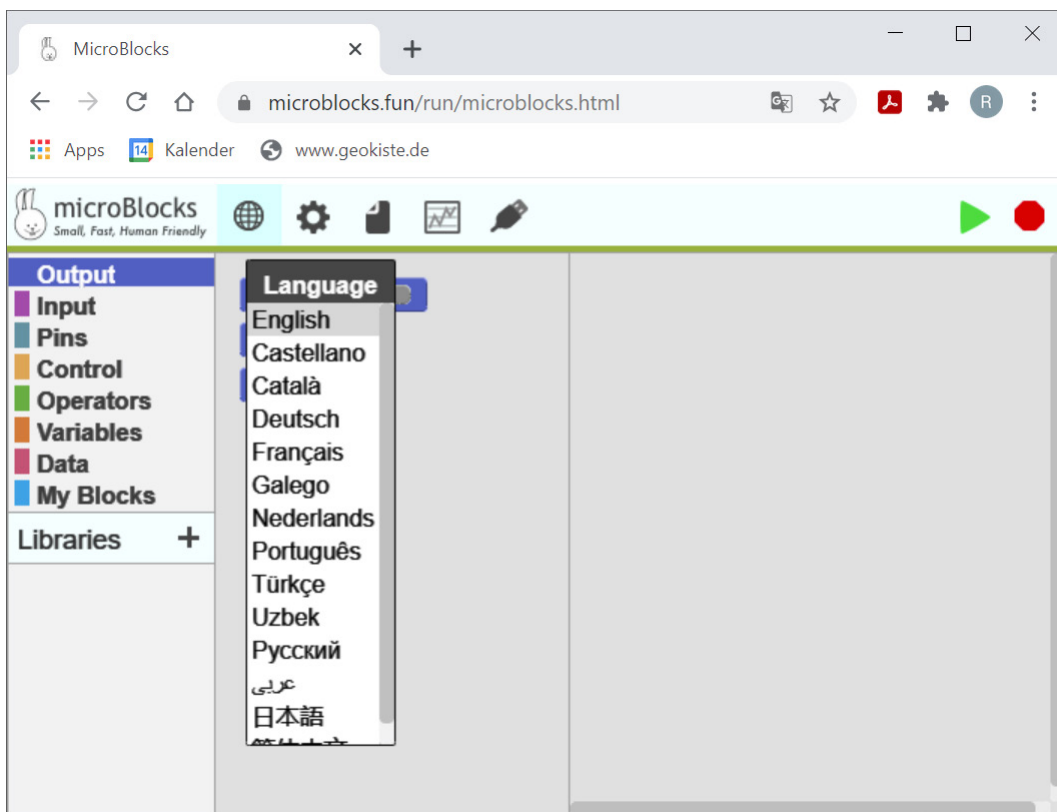 MicroBlocks
microblocks.fun/run/microblocks.html
R
Apps
14
Kalender
www.geokiste.de
microBlocks
Small, Fast, Human Friendly
Output
Input
Pins
Control
Operators
Variables
Data
My Blocks
Libraries +
Language
English
Castellano
Català
Deutsch
Français
Galego
Nederlands
Português
Türkçe
Uzbek
Русский
عربى
日本語